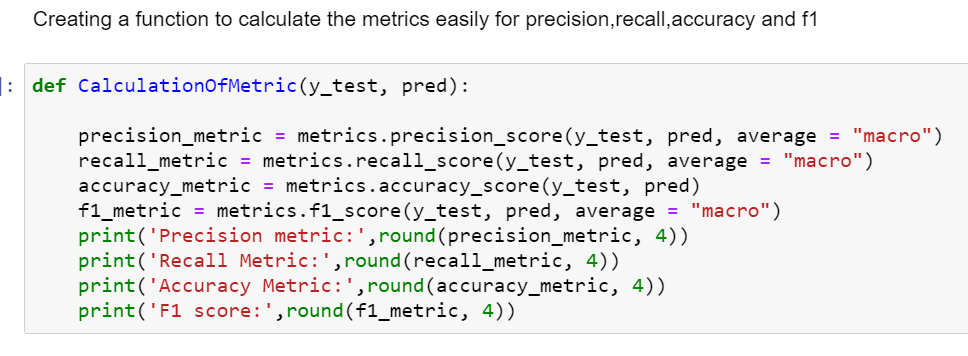 Creating a function to calculate the metrics easily for precision,recall,accuracy and f1
]: def CalculationOfMetric(y_test, pred):
precision_metric = metrics.precision_score(y_test, pred, average = "macro")
recall_metric = metrics.recall_score(y_test, pred, average = "macro")
accuracy_metric = metrics.accuracy_score(y_test, pred)
f1_metric = metrics.f1_score(y_test, pred, average = "macro")
print('Precision metric:',round(precision_metric, 4))
print('Recall Metric:',round(recall_metric, 4))
print('Accuracy Metric:',round(accuracy_metric, 4))
print('F1 score:',round(f1_metric, 4))